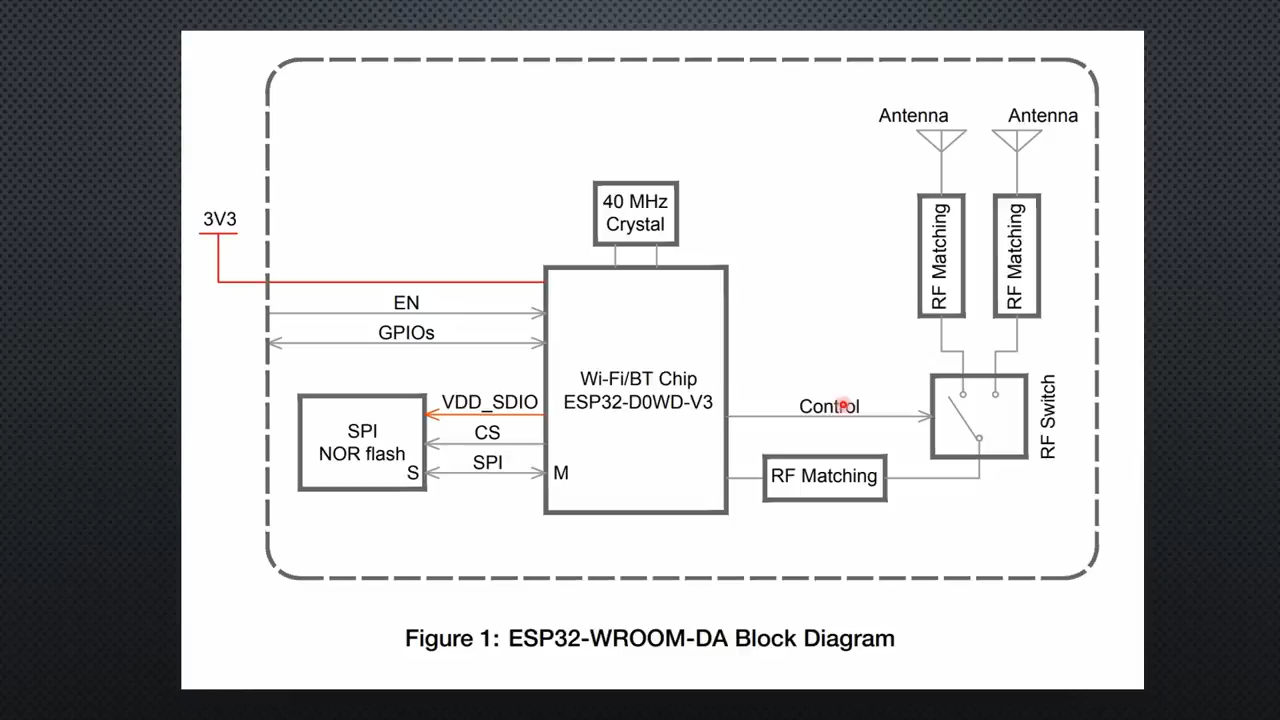 Antenna
Antenna
40 MHz
Crystal
RF Matching
RF Matching
3V3
EN
GPIOs
Wi-Fi/BT Chip
ESP32-D0WD-V3
VDD_SDIO
CS
SPI
SPI
NOR flash
S
M
Control
RF Switch
RF Matching
Figure 1: ESP32-WROOM-DA Block Diagram